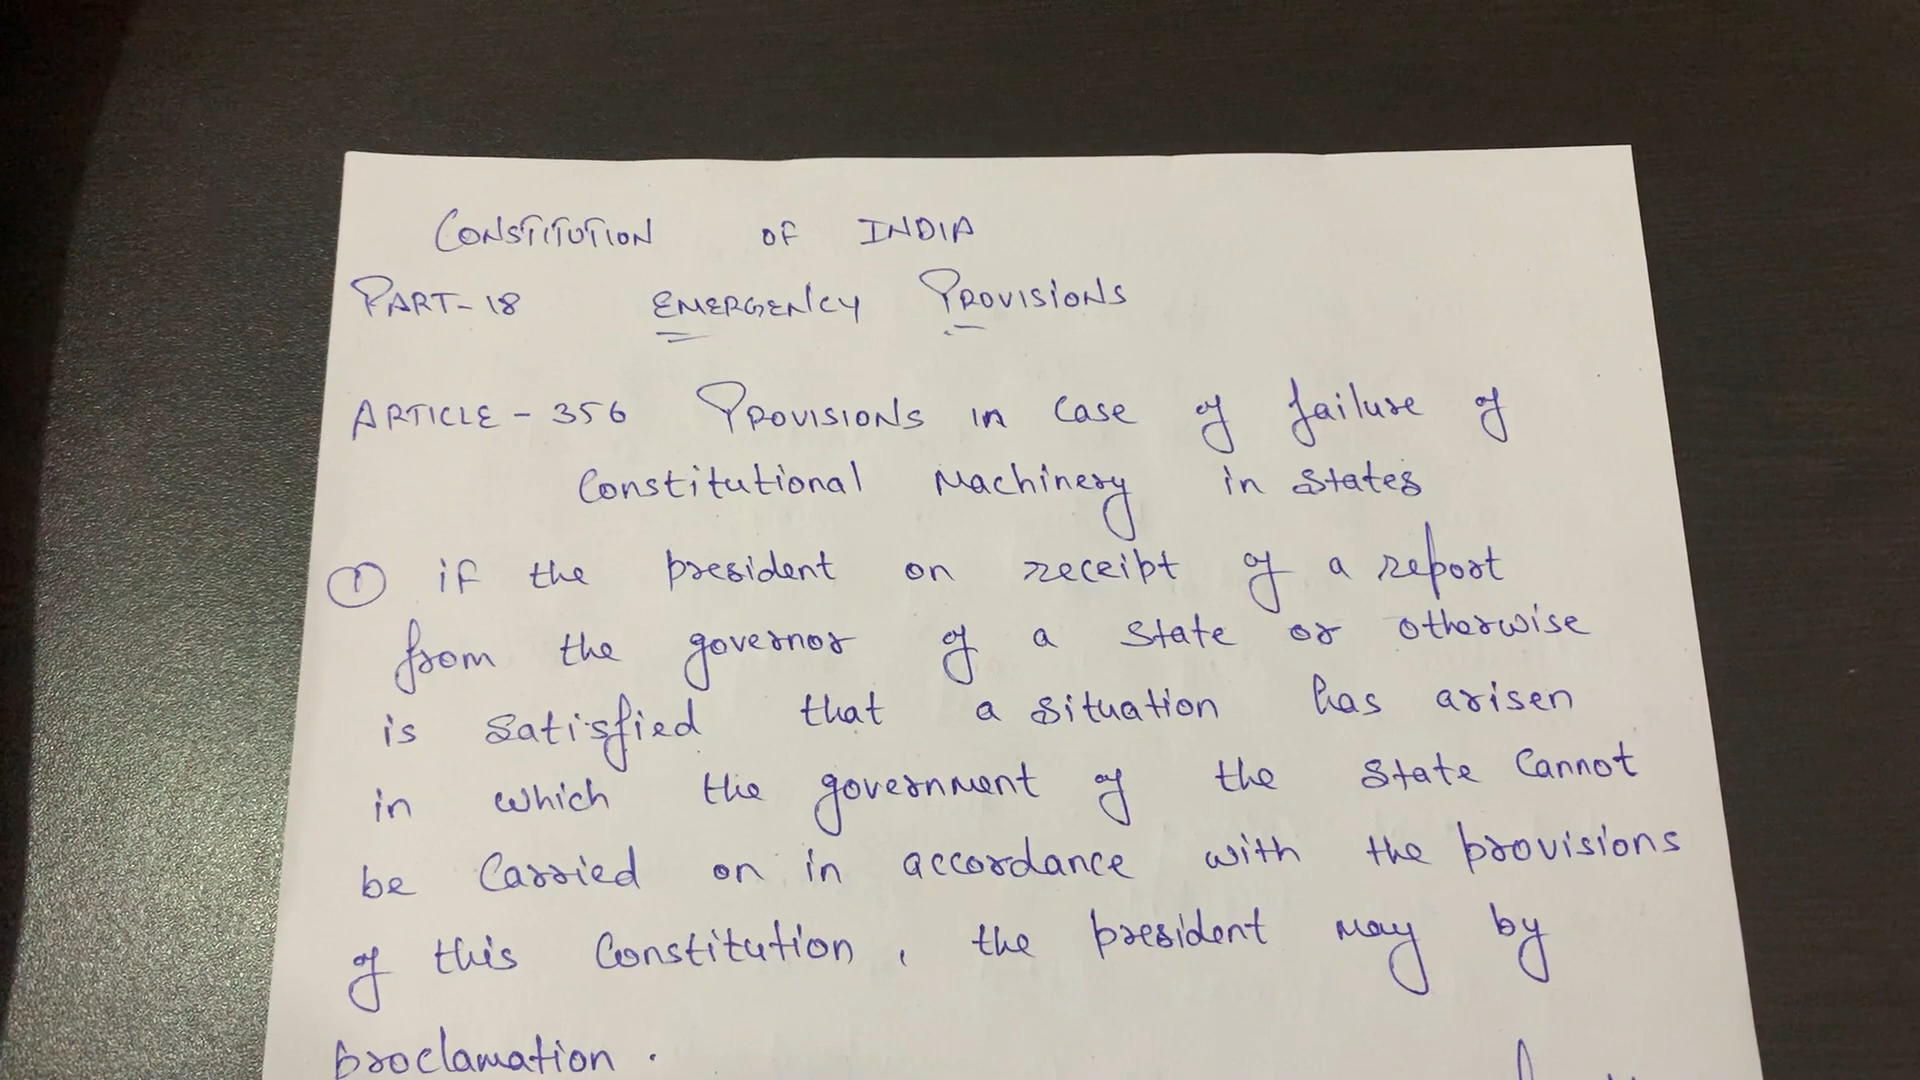 CONSTITUTION OF INDIA
PART-18 EMERGENCY PROVISIONS
ARTICLE - 356 PROVISIONS in Case of failure of
Constitutional Machinery in States
① if the president on receipt of a report
from the governor of a State or otherwise
is Satisfied that a situation has arisen
in which the government of the State Cannot
be Carried on in accordance with the provisions
of this Constitution, the president may by
proclamation.